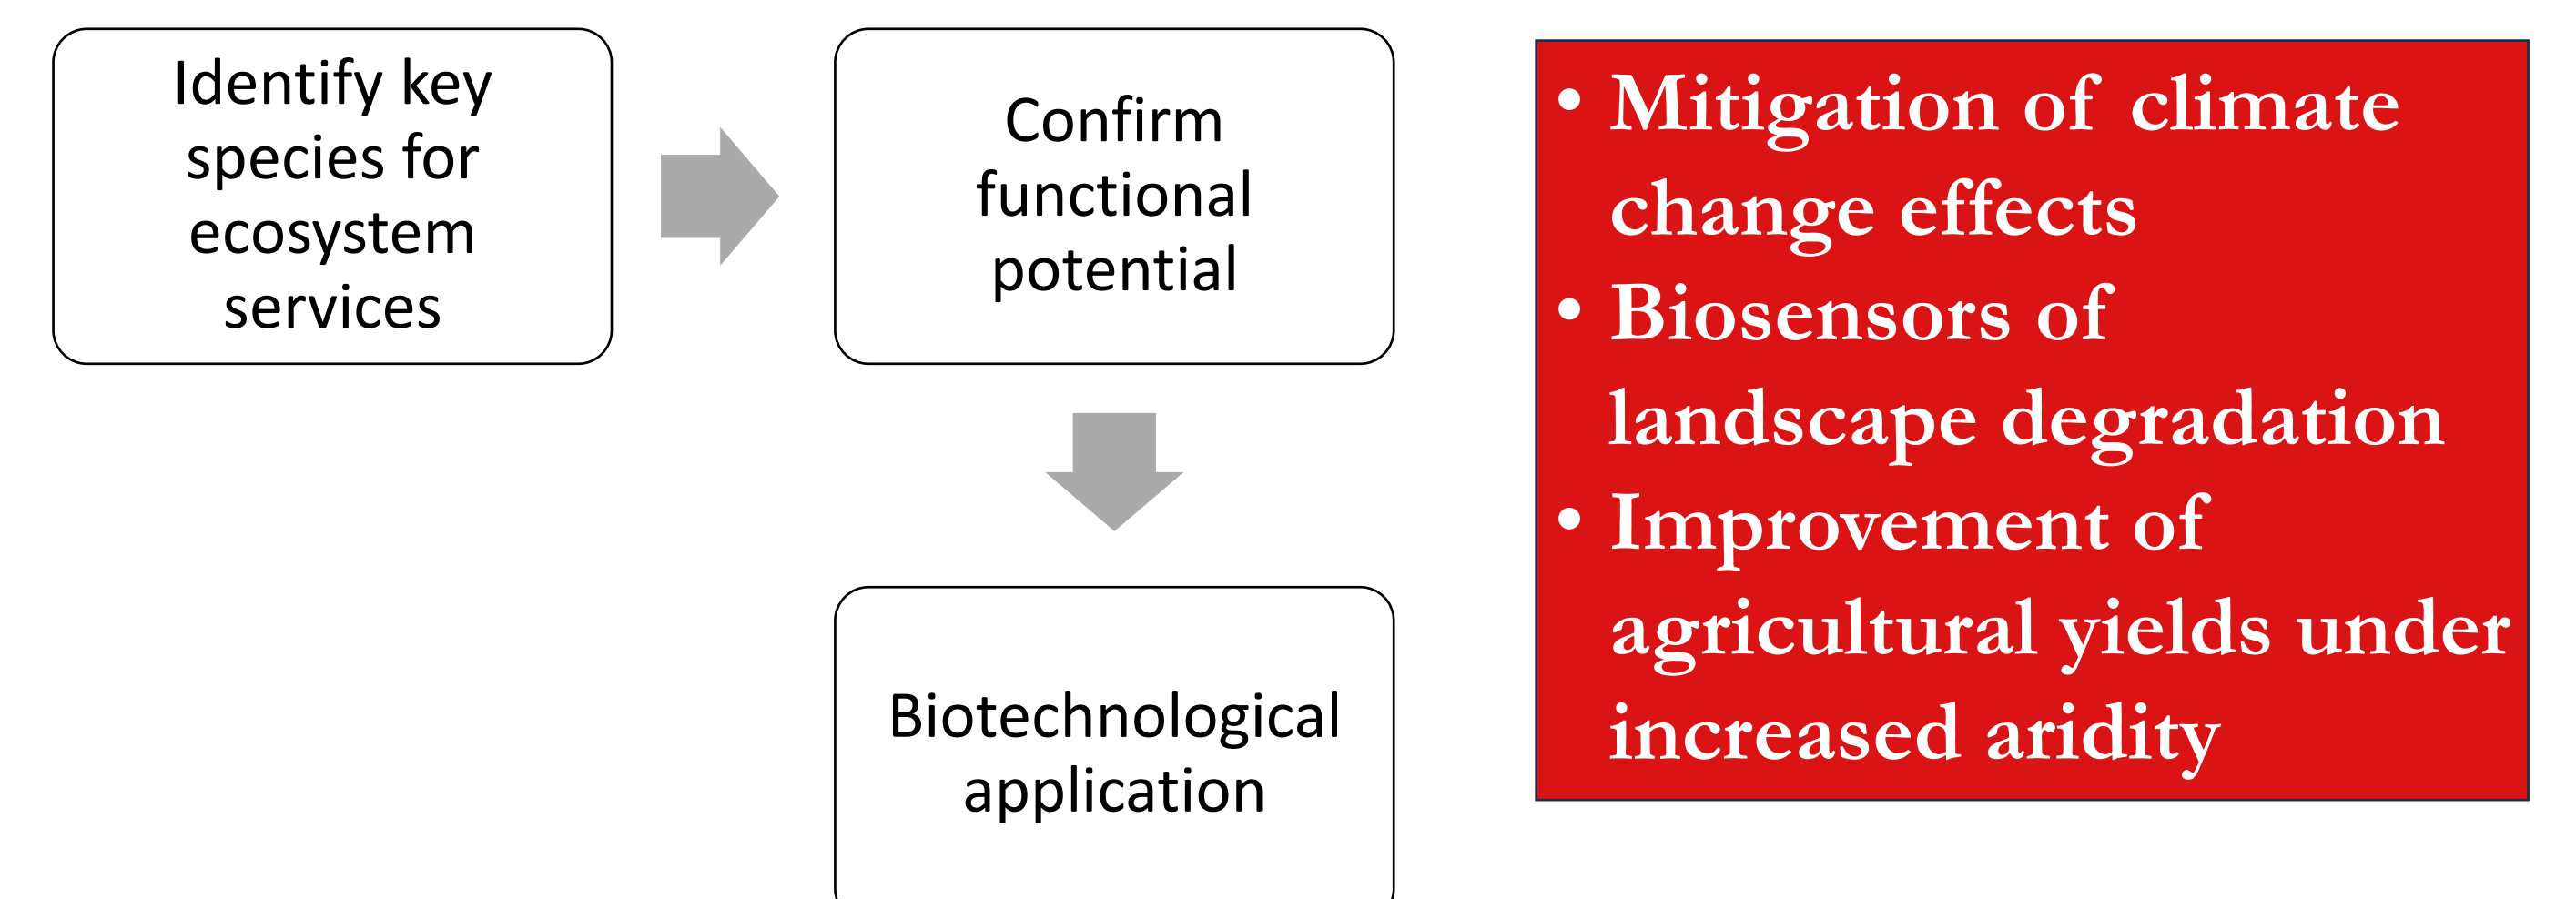 Identify key
species for
ecosystem
services
Confirm
functional
potential
Biotechnological
application
• Mitigation of climate
change effects
• Biosensors of
landscape degradation
• Improvement of
agricultural yields under
increased aridity